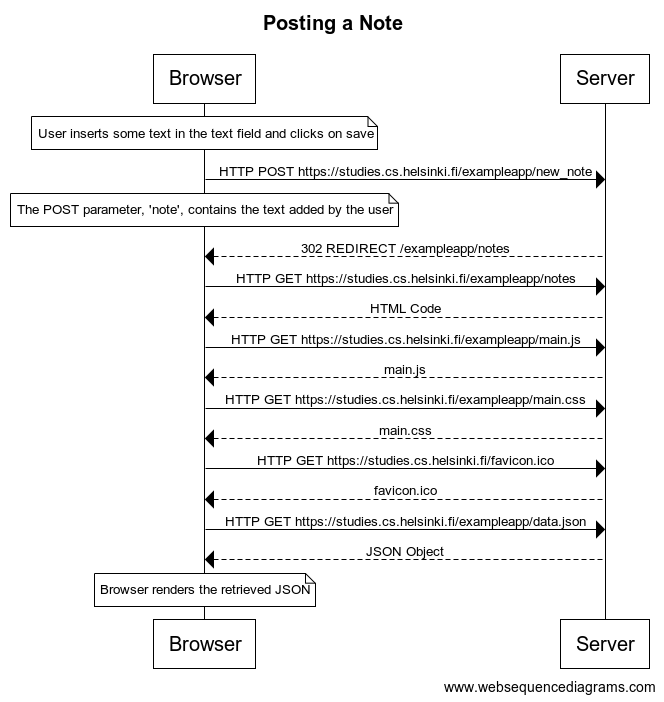 Posting a Note
Browser
Server
User inserts some text in the text field and clicks on save
HTTP POST https://studies.cs.helsinki.fi/exampleapp/new_note
The POST parameter, 'note', contains the text added by the user
302 REDIRECT /exampleapp/notes
HTTP GET https://studies.cs.helsinki.fi/exampleapp/notes
HTML Code
HTTP GET https://studies.cs.helsinki.fi/exampleapp/main.js
main.js
HTTP GET https://studies.cs.helsinki.fi/exampleapp/main.css
main.css
HTTP GET https://studies.cs.helsinki.fi/favicon.ico
favicon.ico
HTTP GET https://studies.cs.helsinki.fi/exampleapp/data.json
JSON Object
Browser renders the retrieved JSON
Browser
Server
www.websequencediagrams.com